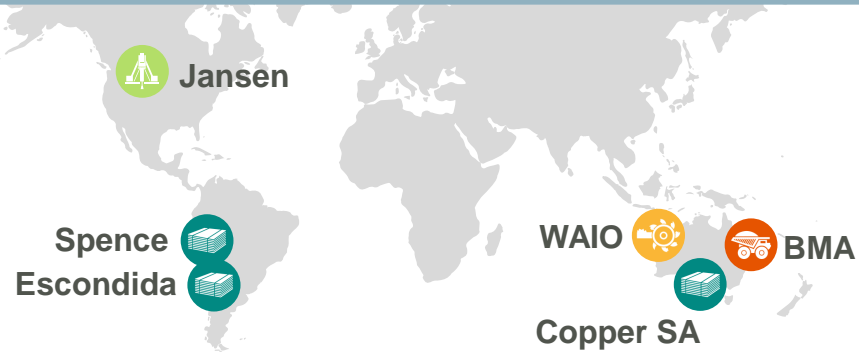 Jansen
Spence
Escondida
WAIO
BMA
Copper SA